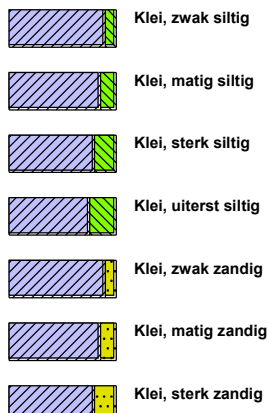 Klei, zwak siltig
Klei, matig siltig
Klei, sterk siltig
Klei, uiterst siltig
Klei, zwak zandig
Klei, matig zandig
Klei, sterk zandig